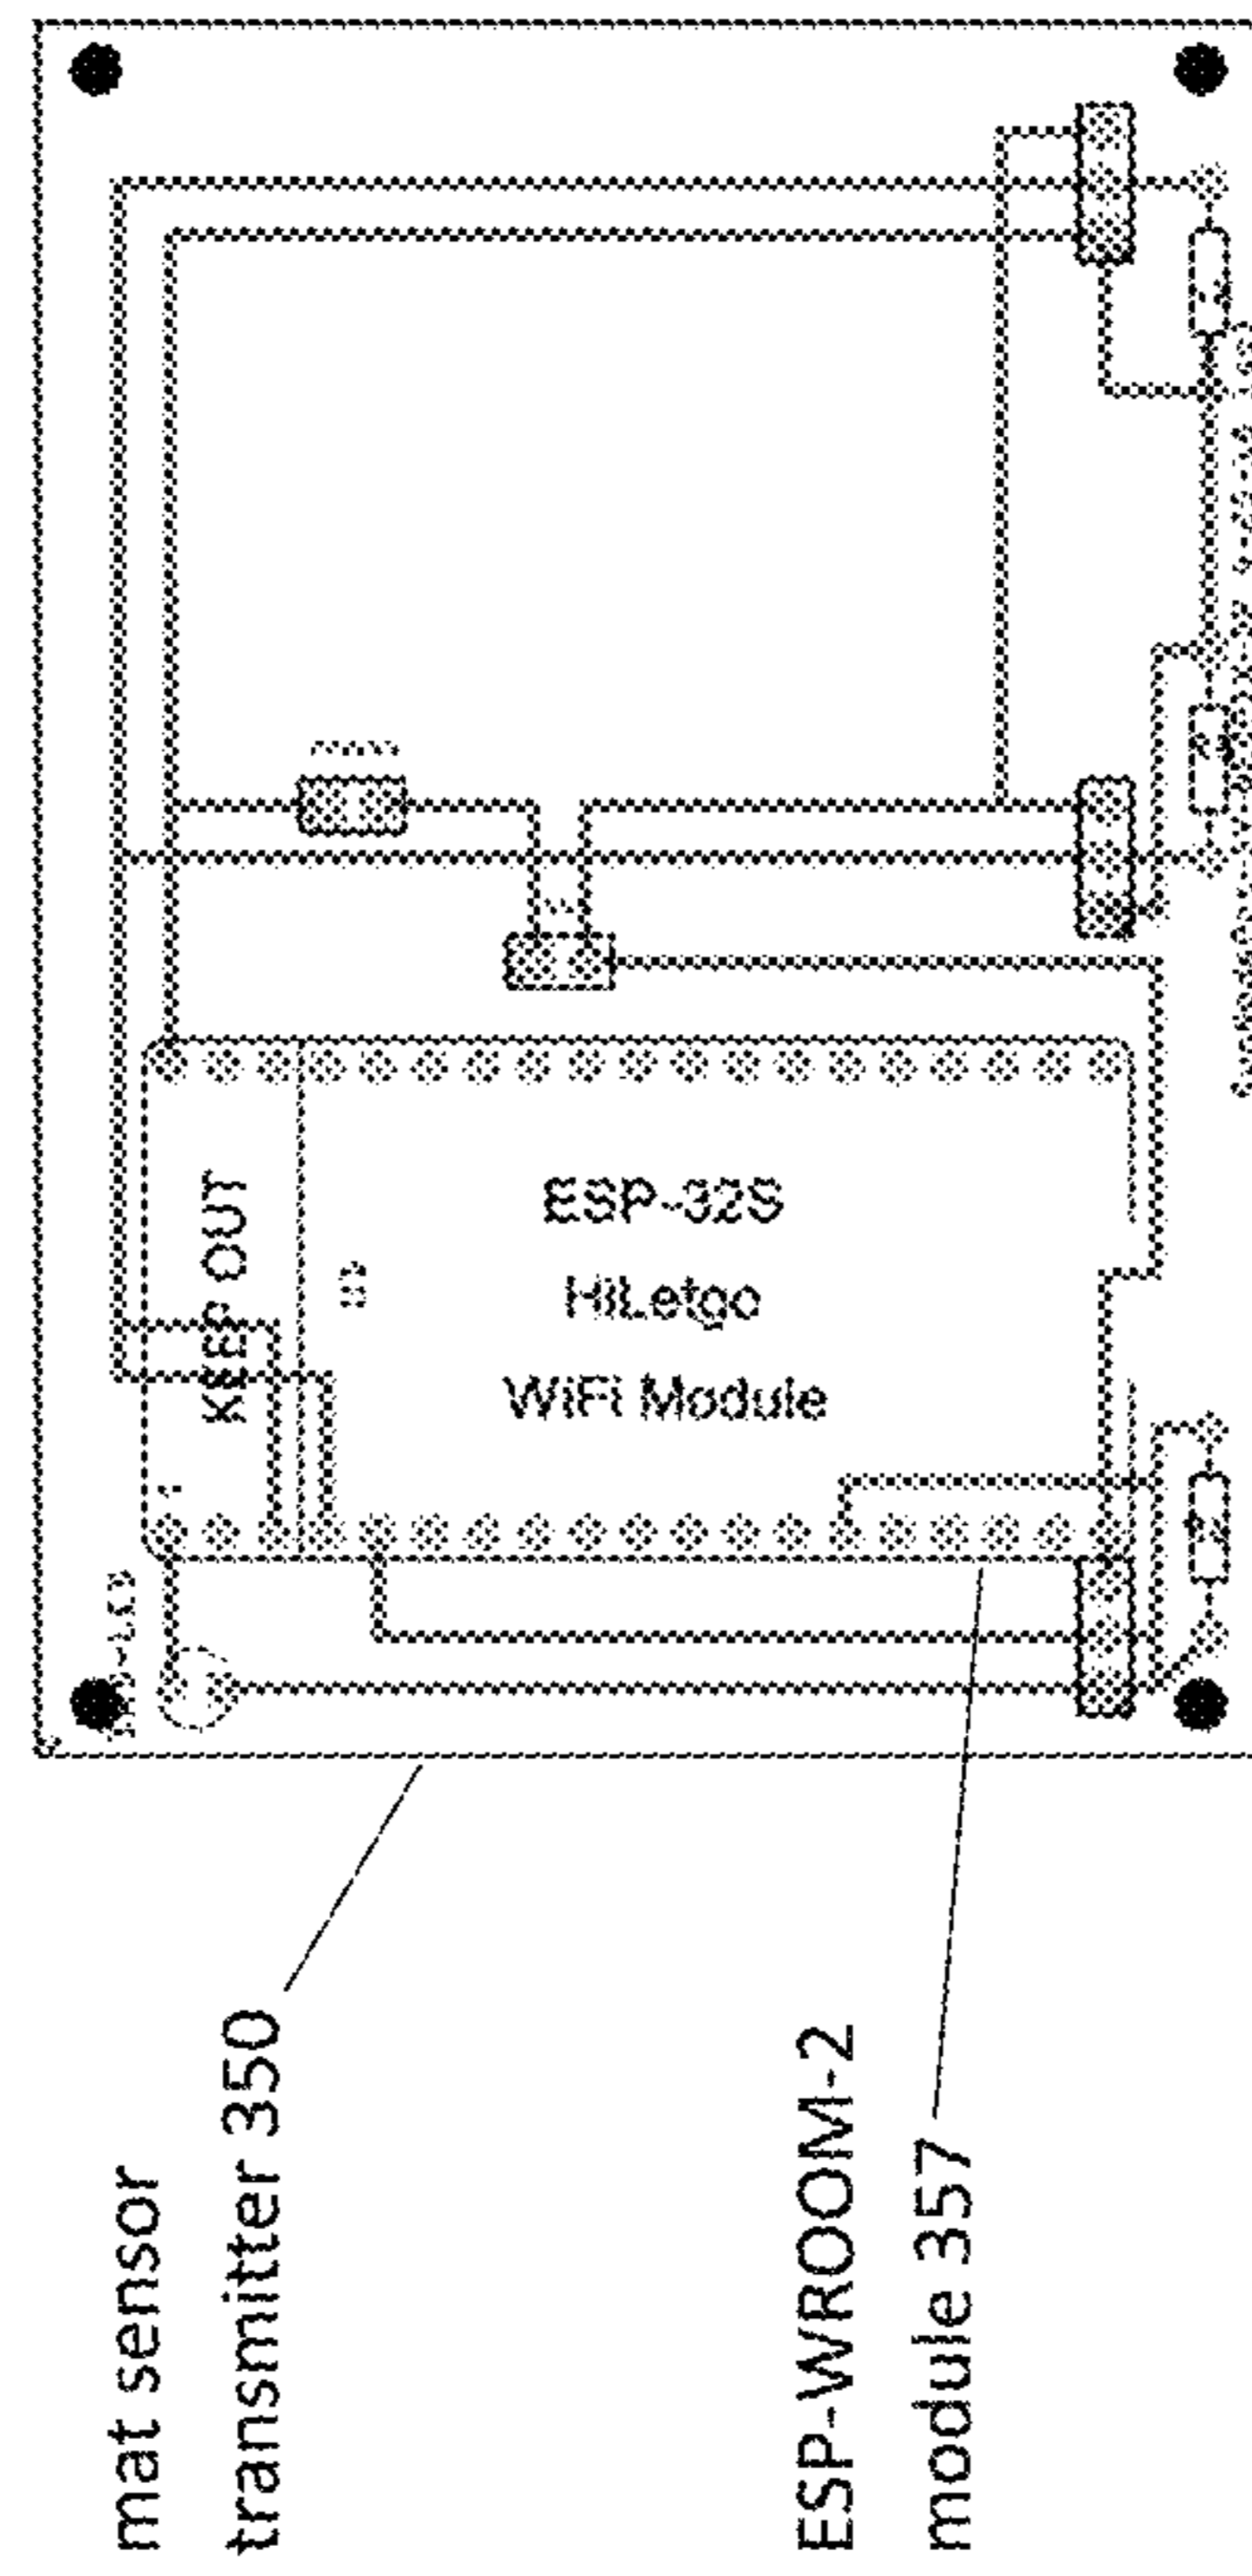 KEEP OUT
ESP-32S
HiLetgo
WiFi Module
mat sensor
transmitter 350
ESP-WROOM-2
module 357